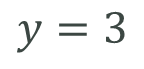 y = 3